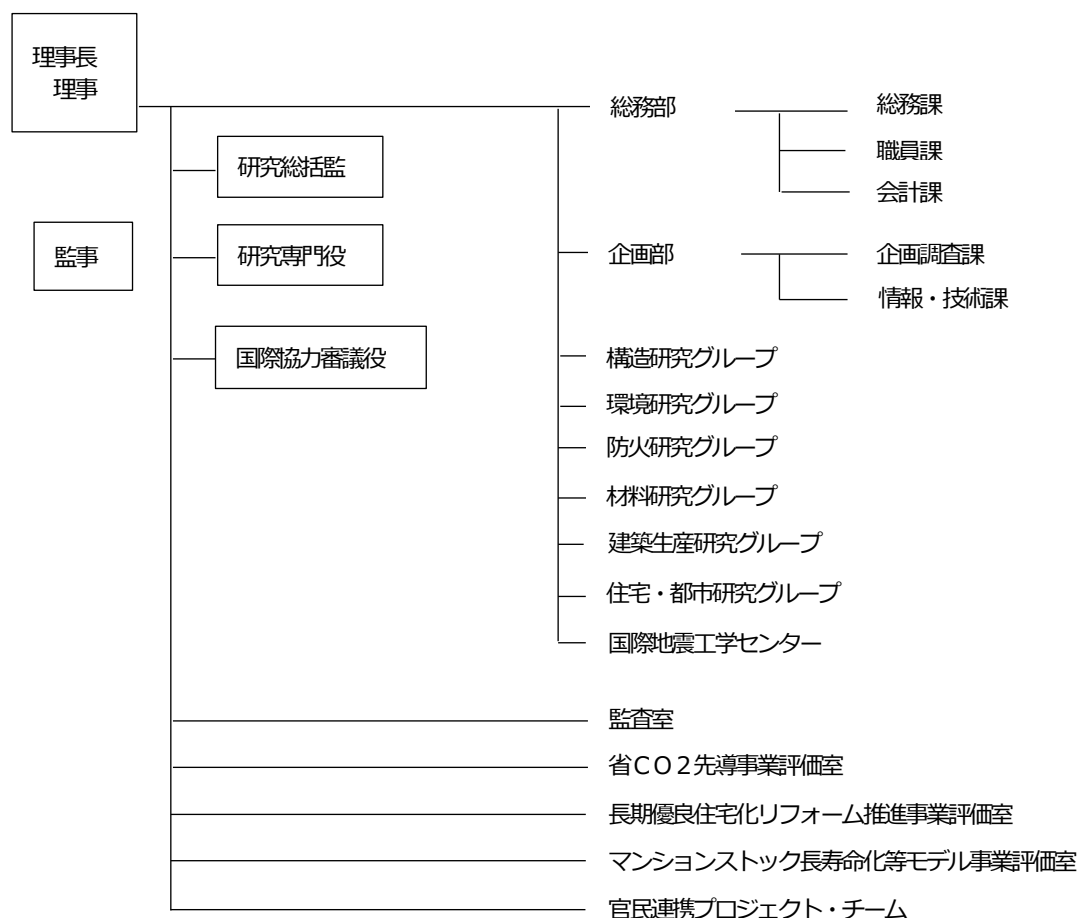 理事長
理事
総務部
総務課
職員課
会計課
研究総括監
監事
研究専門役
企画部
企画調査課
情報・技術課
国際協力審議役
構造研究グループ
環境研究グループ
防火研究グループ
材料研究グループ
建築生産研究グループ
住宅・都市研究グループ
国際地震工学センター
監査室
省ＣＯ２先導事業評価室
長期優良住宅化リフォーム推進事業評価室
マンションストック長寿命化等モデル事業評価室
官民連携プロジェクト・チーム